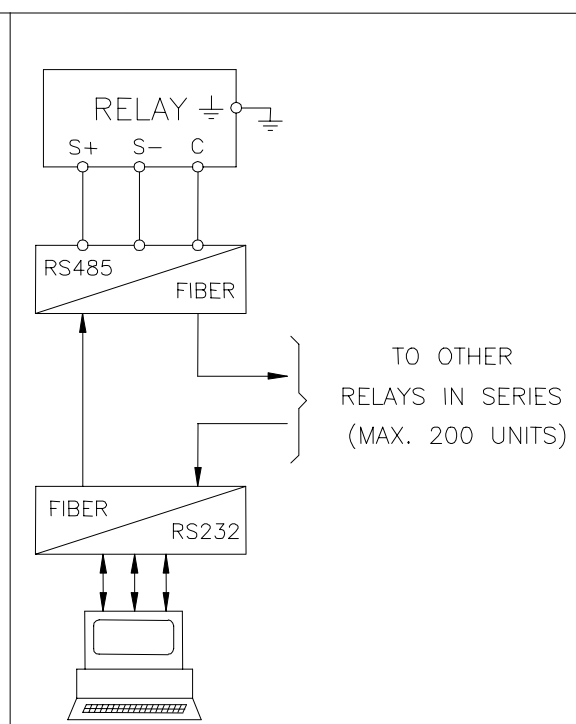 RELAY
S+ S- C
RS485
FIBER
TO OTHER
RELAYS IN SERIES
(MAX. 200 UNITS)
FIBER
RS232